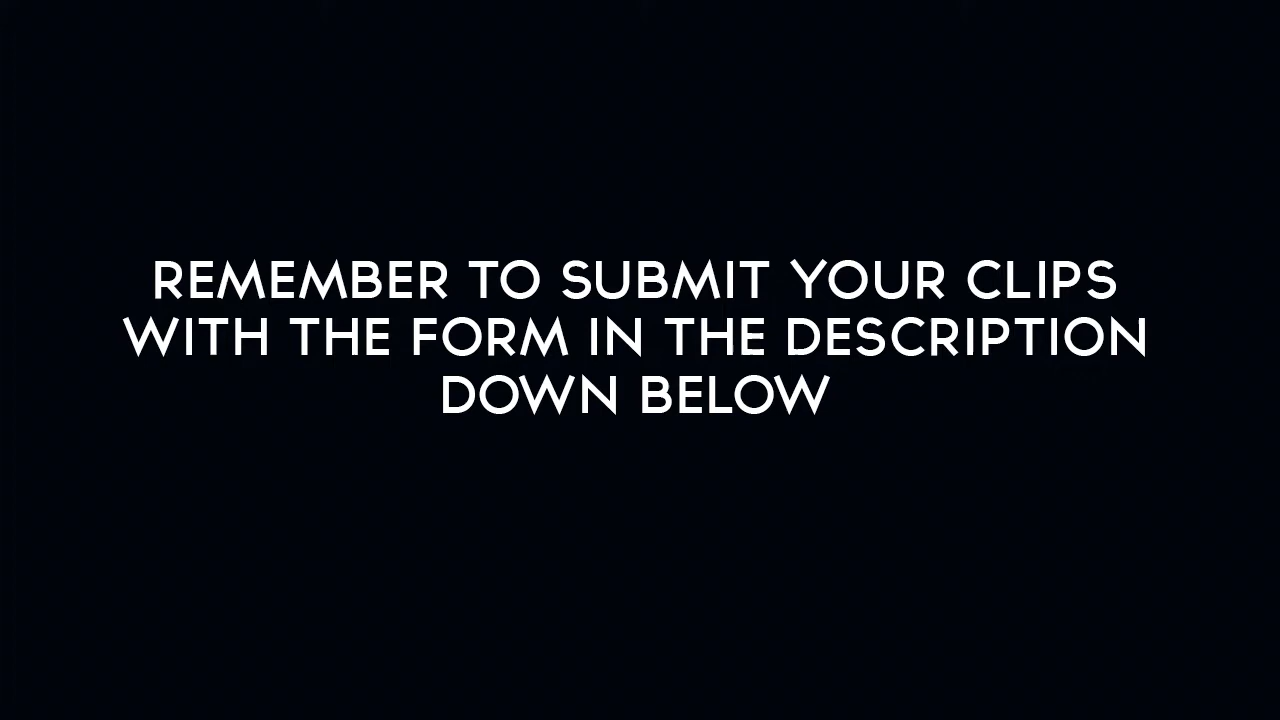 REMEMBER TO SUBMIT YOUR CLIPS
WITH THE FORM IN THE DESCRIPTION
DOWN BELOW